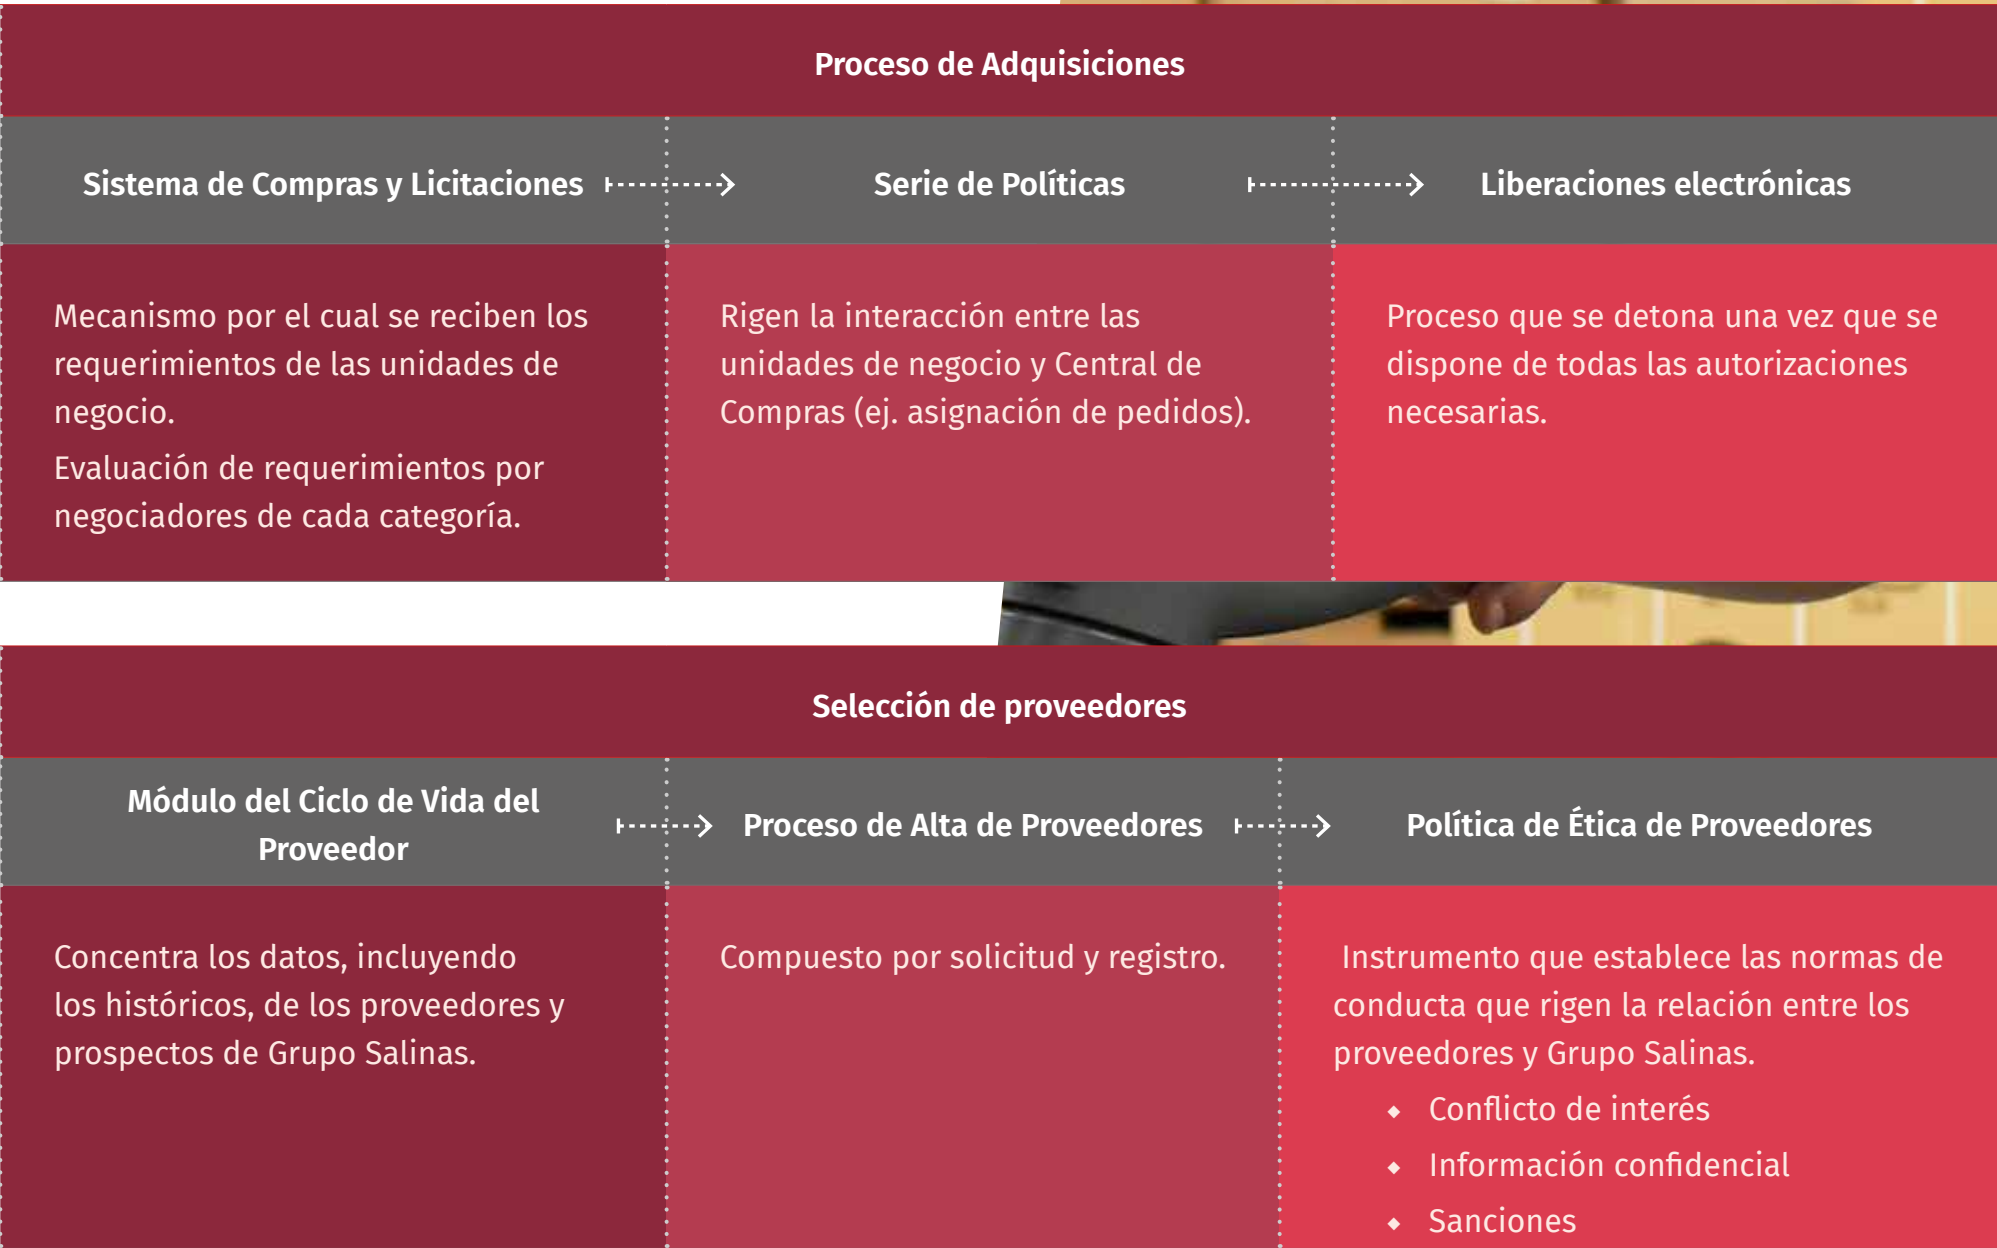 Proceso de Adquisiciones
Sistema de Compras y Licitaciones
Serie de Políticas
Liberaciones electrónicas
Mecanismo por el cual se reciben los
requerimientos de las unidades de
negocio.
Evaluación de requerimientos por
negociadores de cada categoría.
Rigen la interacción entre las
unidades de negocio y Central de
Compras (ej. asignación de pedidos).
Proceso que se detona una vez que se
dispone de todas las autorizaciones
necesarias.
Selección de proveedores
Módulo del Ciclo de Vida del
Proveedor
Proceso de Alta de Proveedores
Política de Ética de Proveedores
Concentra los datos, incluyendo
los históricos, de los proveedores y
prospectos de Grupo Salinas.
Compuesto por solicitud y registro.
Instrumento que establece las normas de
conducta que rigen la relación entre los
proveedores y Grupo Salinas.
Conflicto de interés
Información confidencial
Sanciones